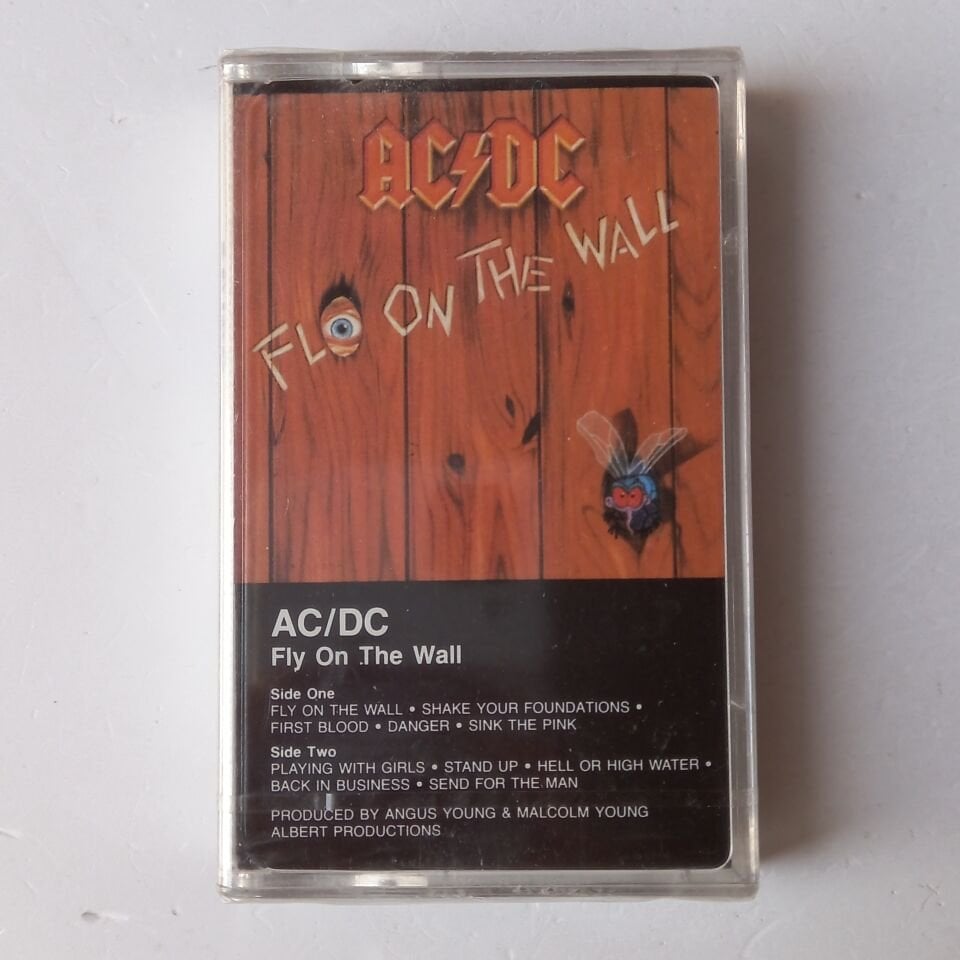 AC/DC
FLY ON THE WALL
AC/DC
Fly On The Wall
Side One
FLY ON THE WALL • SHAKE YOUR FOUNDATIONS •
FIRST BLOOD • DANGER • SINK THE PINK
Side Two
PLAYING WITH GIRLS • STAND UP • HELL OR HIGH WATER •
BACK IN BUSINESS • SEND FOR THE MAN
PRODUCED BY ANGUS YOUNG & MALCOLM YOUNG
ALBERT PRODUCTIONS